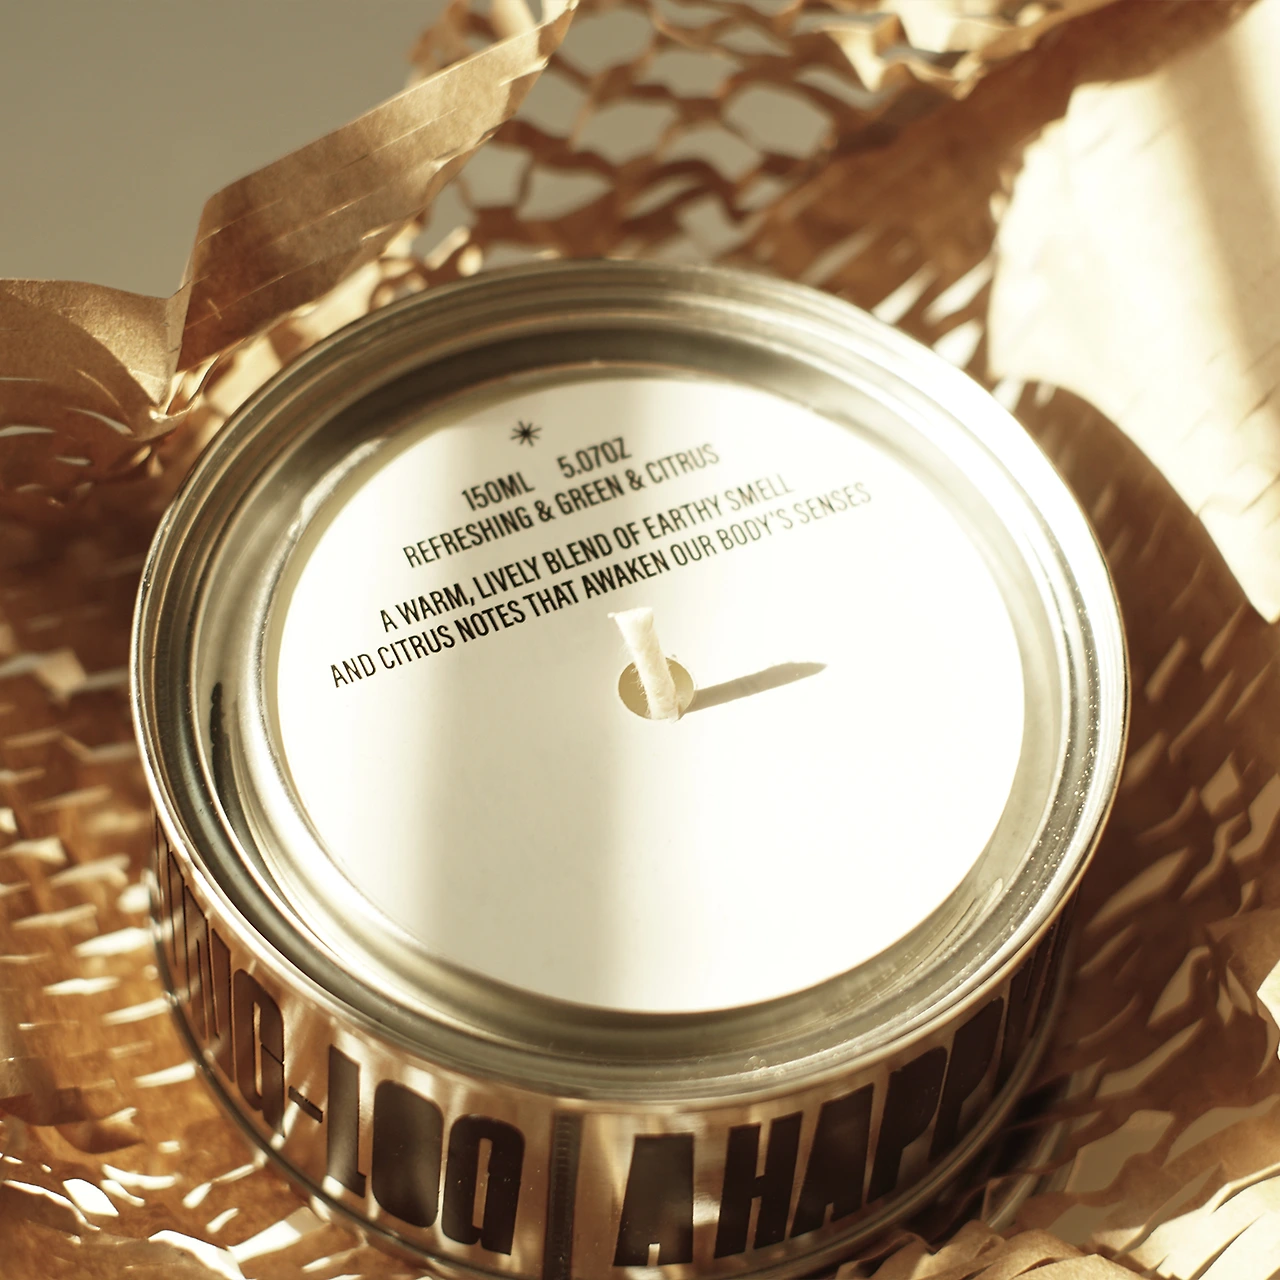 150ML 5.07OZ
REFRESHING & GREEN & CITRUS
A WARM, LIVELY BLEND OF EARTHY SMELL
AND CITRUS NOTES THAT AWAKEN OUR BODY'S SENSES
A HAPPY